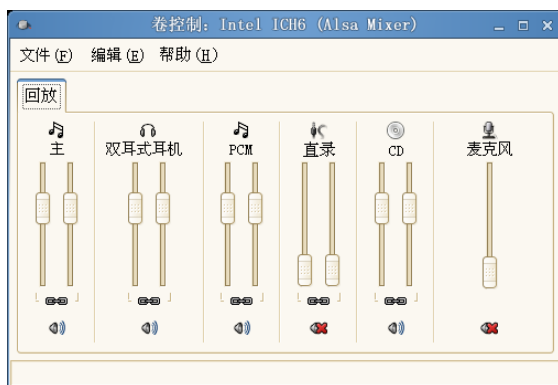 卷控制: Intel ICH6 (Alsa Mixer)
文件(F) 编辑(E) 帮助(H)
回放
主 双耳式耳机 PCM 直录 CD 麦克风